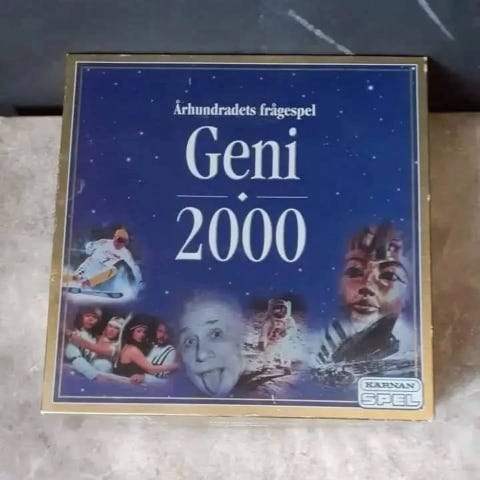 Århundradets frågespel
Geni
2000
KARNAN
SPEL